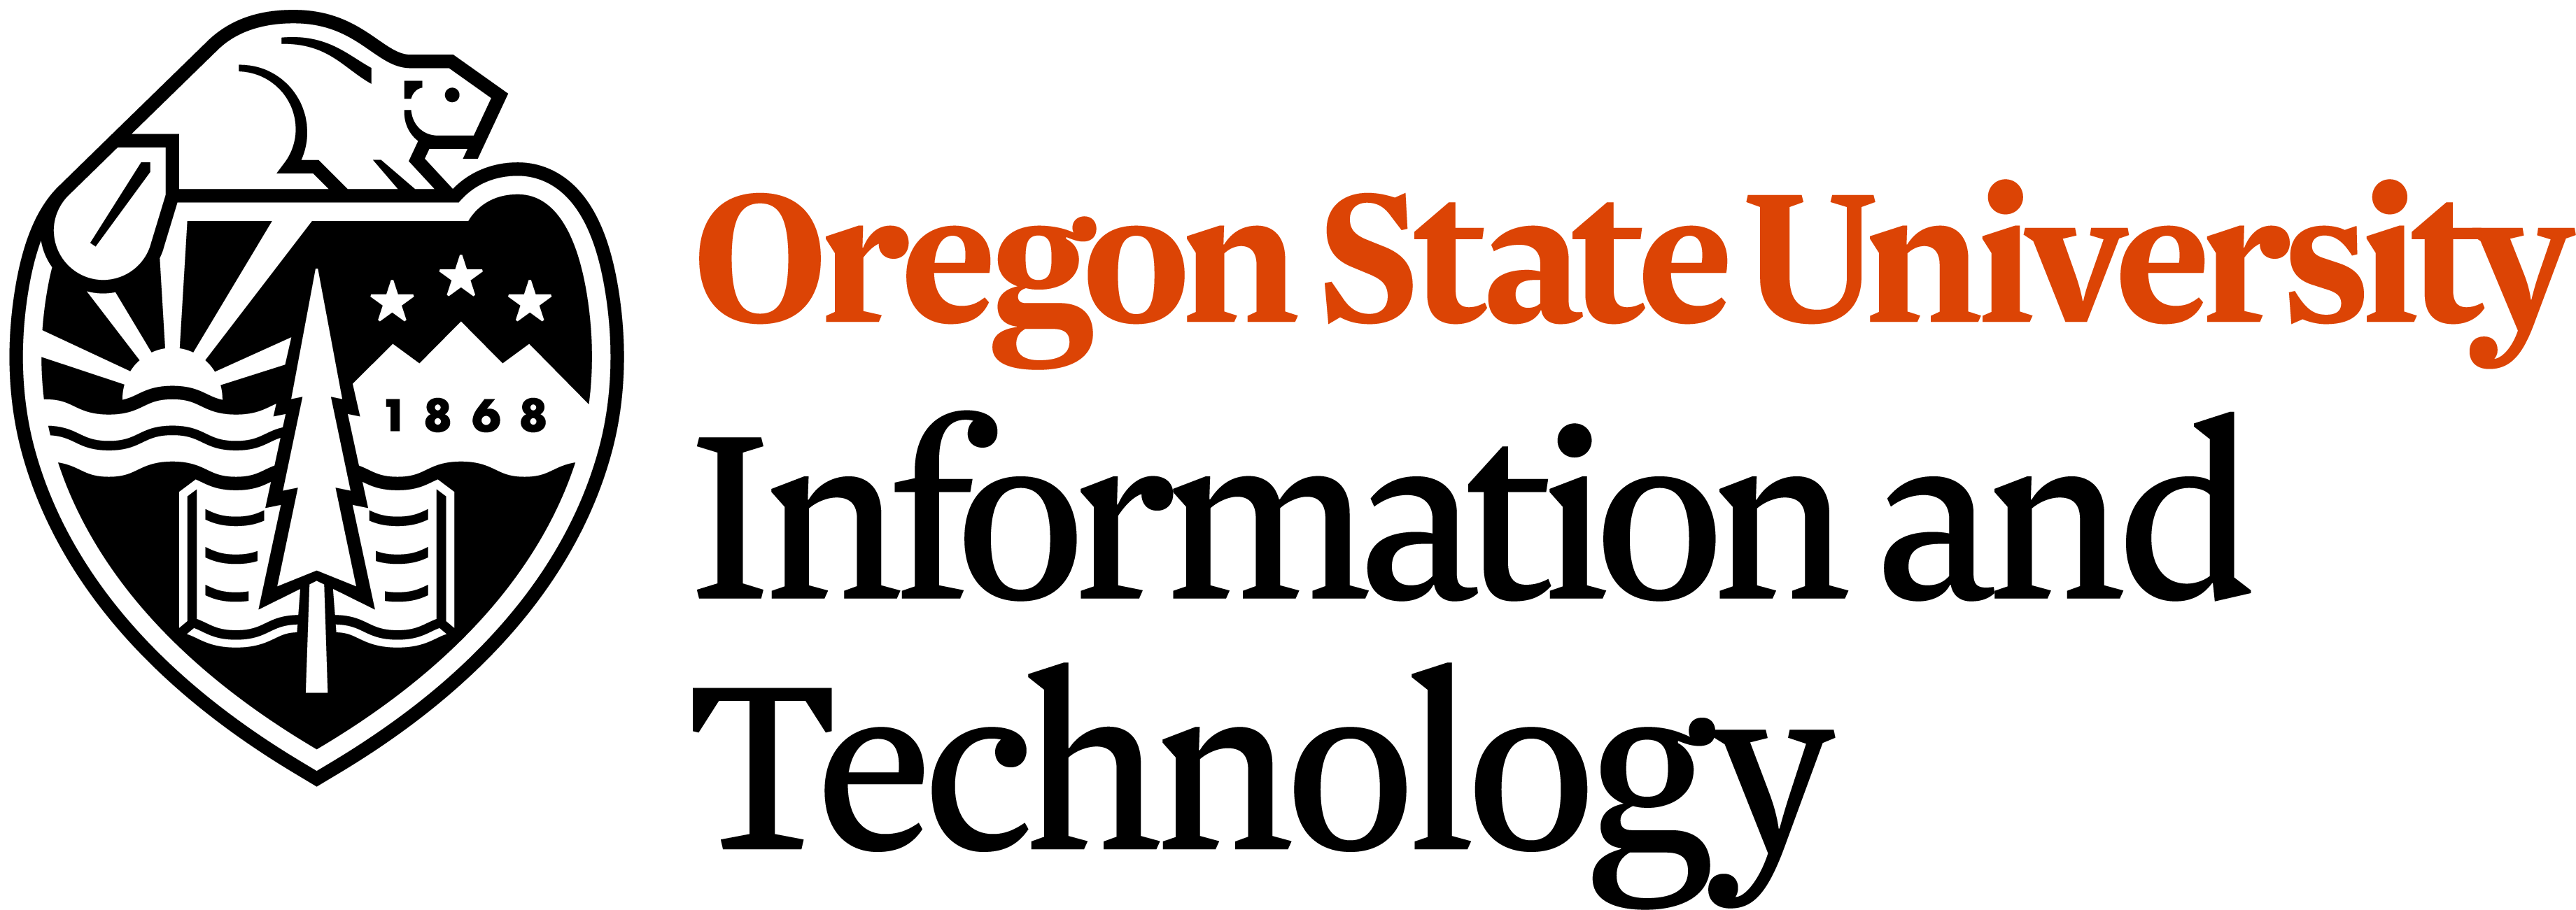 1868
Oregon State University
Information and
Technology